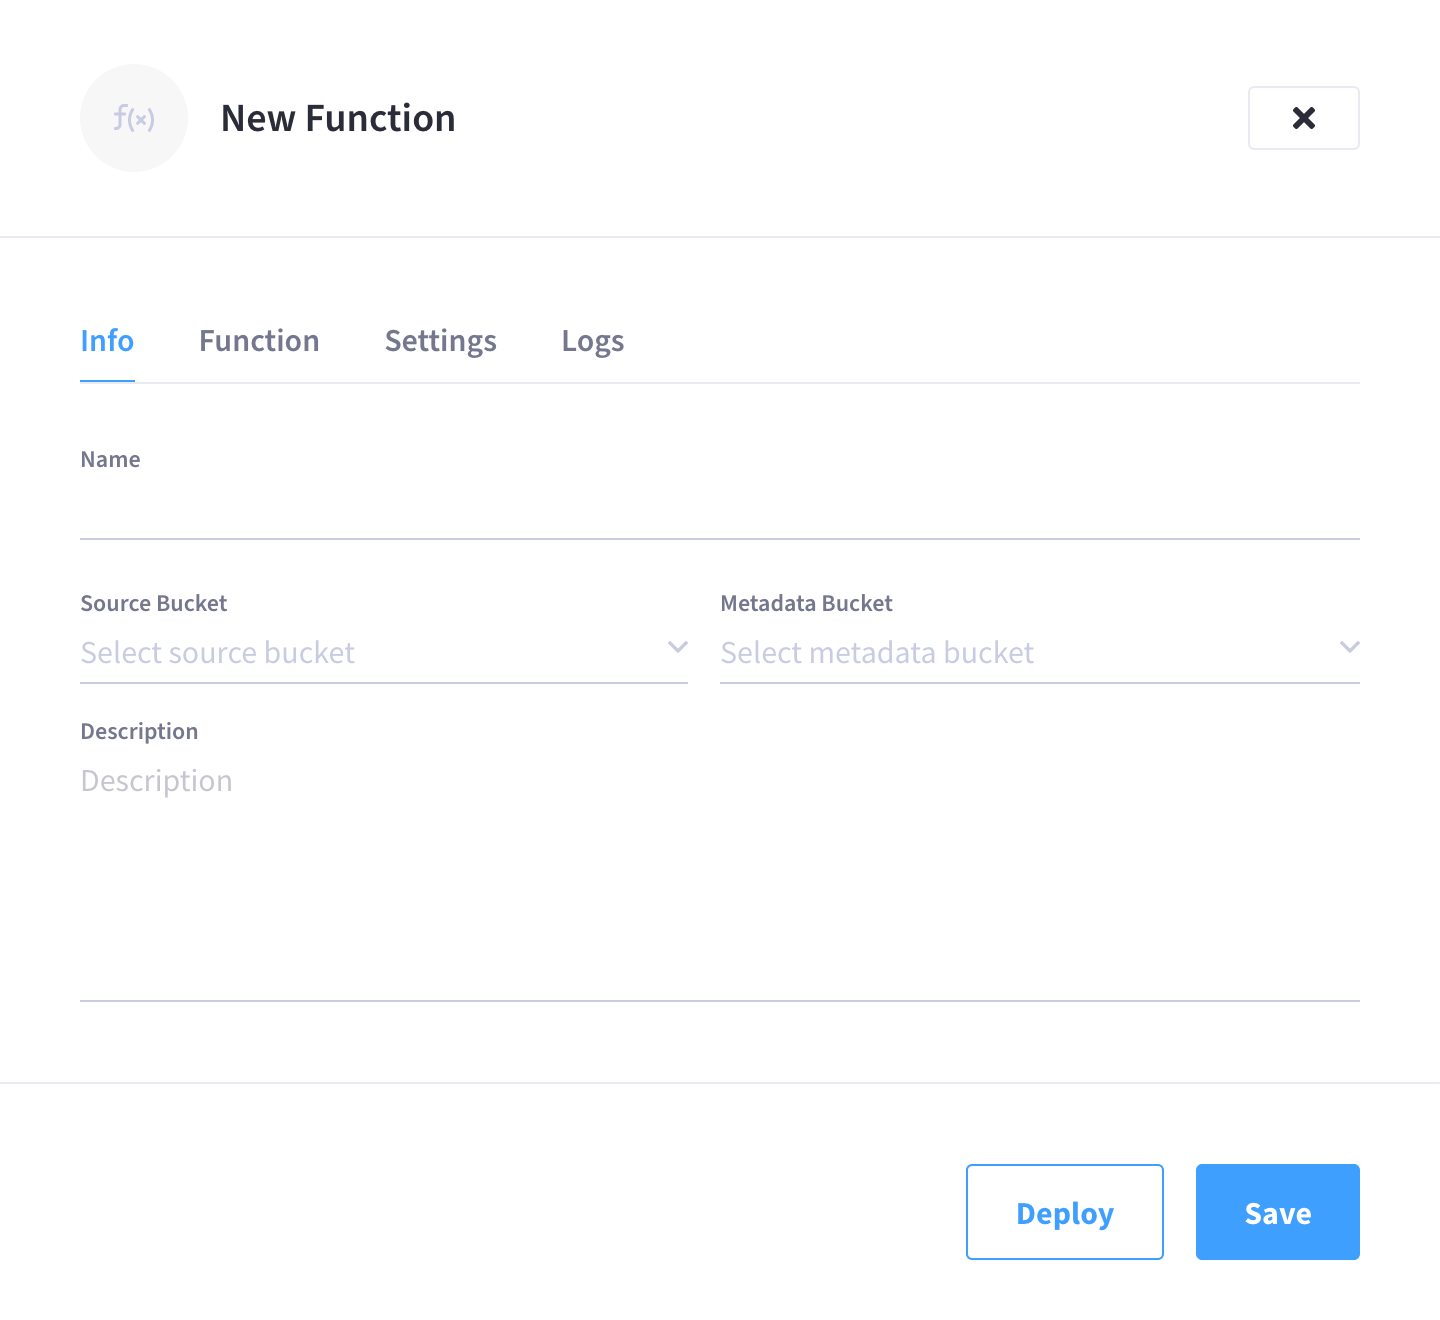 f(x) New Function
Info Function Settings Logs
Name
Source Bucket Metadata Bucket
Select source bucket Select metadata bucket
Description
Description
Deploy Save